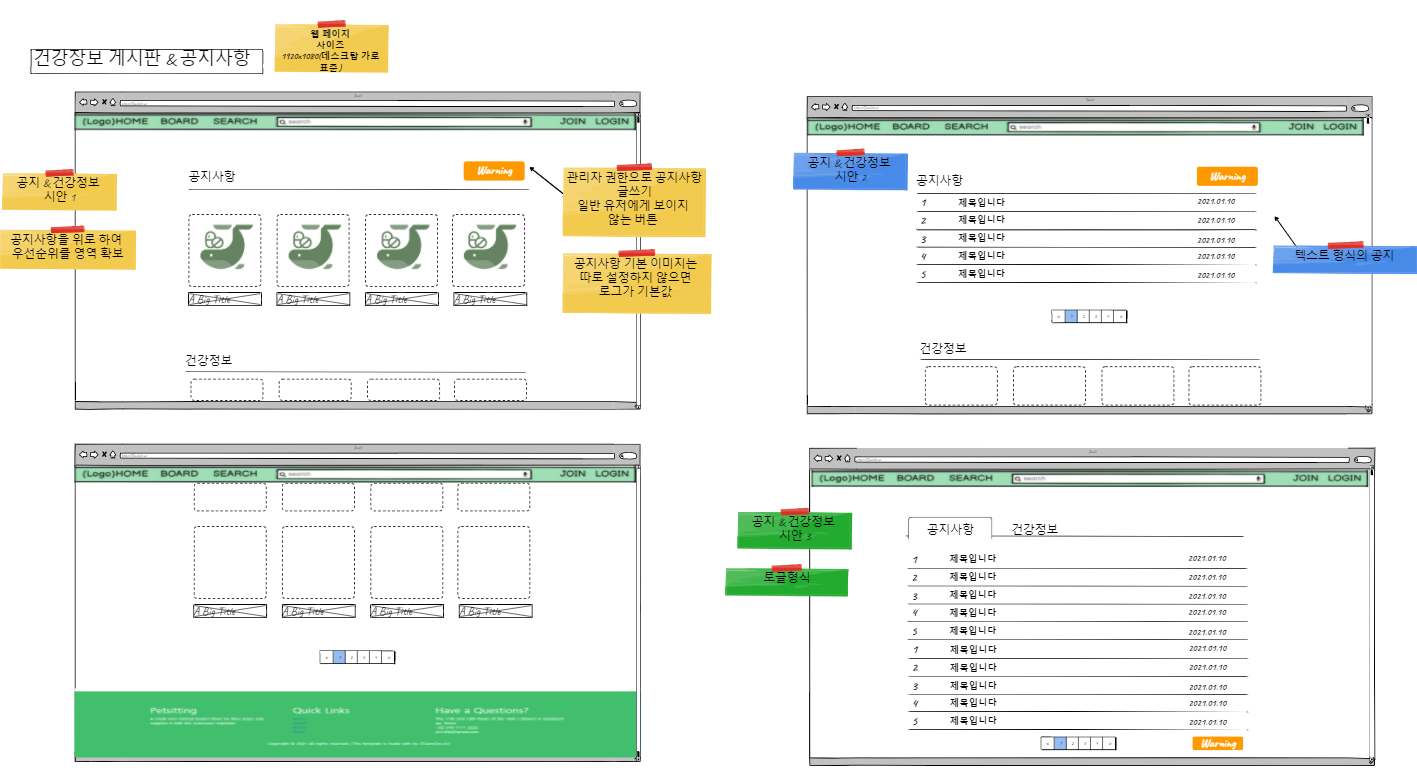 건강장보 게시판 & 공지사항
웹 페이지
사이즈
1920x1080(데스크탑 가로
표준)
(Logo)HOME BOARD SEARCH search JOIN LOGIN
공지 & 건강정보
시안 1
공지사항을 위로 하여
우선순위를 영역 확보
공지사항
Warning
관리자 권한으로 공지사항
글쓰기
일반 유저에게 보이지
않는 버튼
공지사항 기본 이미지는
따로 설정하지 않으면
로그가 기본값
A Big Title A Big Title A Big Title A Big Title
건강정보
(Logo)HOME BOARD SEARCH search JOIN LOGIN
공지 & 건강정보
시안 2
공지사항
Warning
1 제목입니다 2021.01.10
2 제목입니다 2021.01.10
3 제목입니다 2021.01.10
4 제목입니다 2021.01.10
5 제목입니다 2021.01.10
텍스트 형식의 공지
« 1 2 3 4 »
건강정보
(Logo)HOME BOARD SEARCH search JOIN LOGIN
A Big Title A Big Title A Big Title A Big Title
« 1 2 3 4 »
Petsitting
Quick Links
Have a Questions?
(Logo)HOME BOARD SEARCH search JOIN LOGIN
공지 & 건강정보
시안 3
토글형식
공지사항 건강정보
1 제목입니다 2021.01.10
2 제목입니다 2021.01.10
3 제목입니다 2021.01.10
4 제목입니다 2021.01.10
5 제목입니다 2021.01.10
1 제목입니다 2021.01.10
2 제목입니다 2021.01.10
3 제목입니다 2021.01.10
4 제목입니다 2021.01.10
5 제목입니다 2021.01.10
« 1 2 3 4 »
Warning